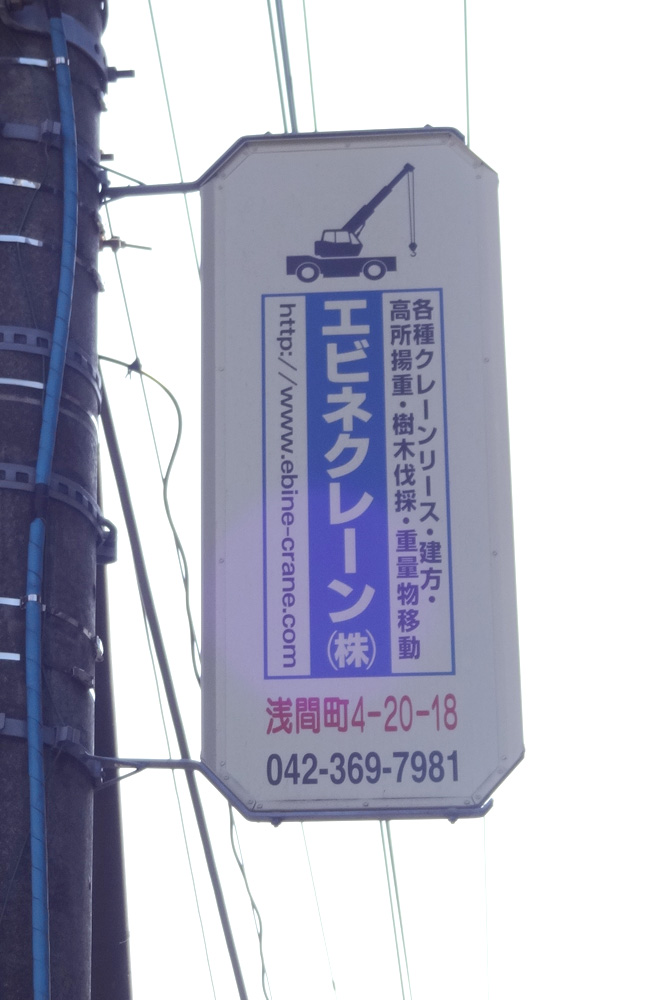 各種クレーンリース・建方・
高所揚重・樹木伐採・重量物移動
エビネクレーン㈱
http://www.ebine-crane.com
浅間町4-20-18
042-369-7981